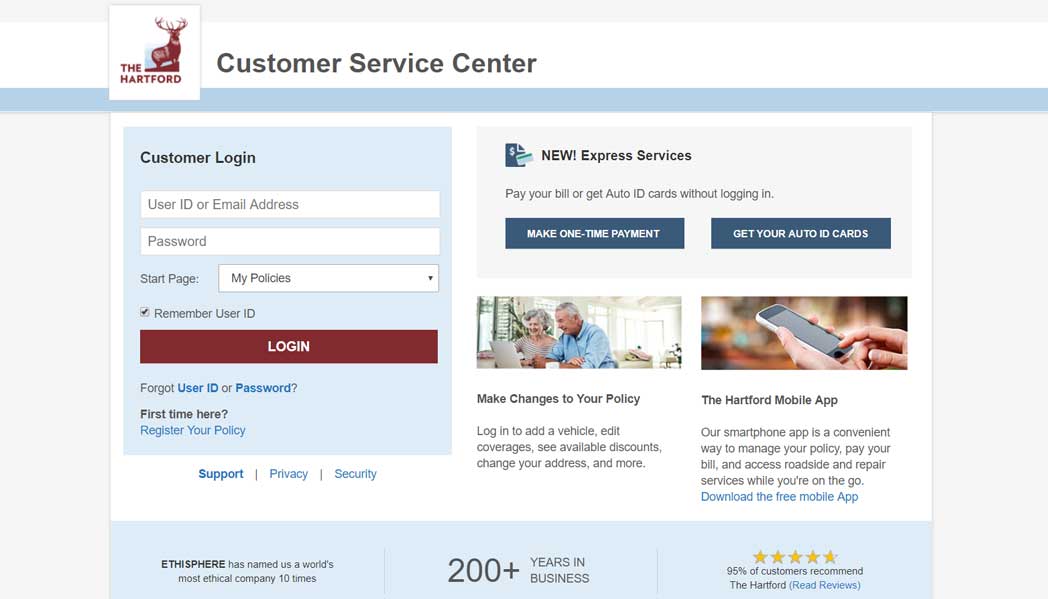 THE
HARTFORD
Customer Service Center
Customer Login
User ID or Email Address
Password
Start Page:
My Policies
Remember User ID
LOGIN
Forgot User ID or Password?
First time here?
Register Your Policy
Support | Privacy | Security
$
NEW! Express Services
Pay your bill or get Auto ID cards without logging in.
MAKE ONE-TIME PAYMENT
GET YOUR AUTO ID CARDS
Make Changes to Your Policy
Log in to add a vehicle, edit
coverages, see available discounts,
change your address, and more.
The Hartford Mobile App
Our smartphone app is a convenient
way to manage your policy, pay your
bill, and access roadside and repair
services while you're on the go.
Download the free mobile App
ETHISPHERE has named us a world's
most ethical company 10 times
200+
YEARS IN
BUSINESS
95% of customers recommend
The Hartford (Read Reviews)